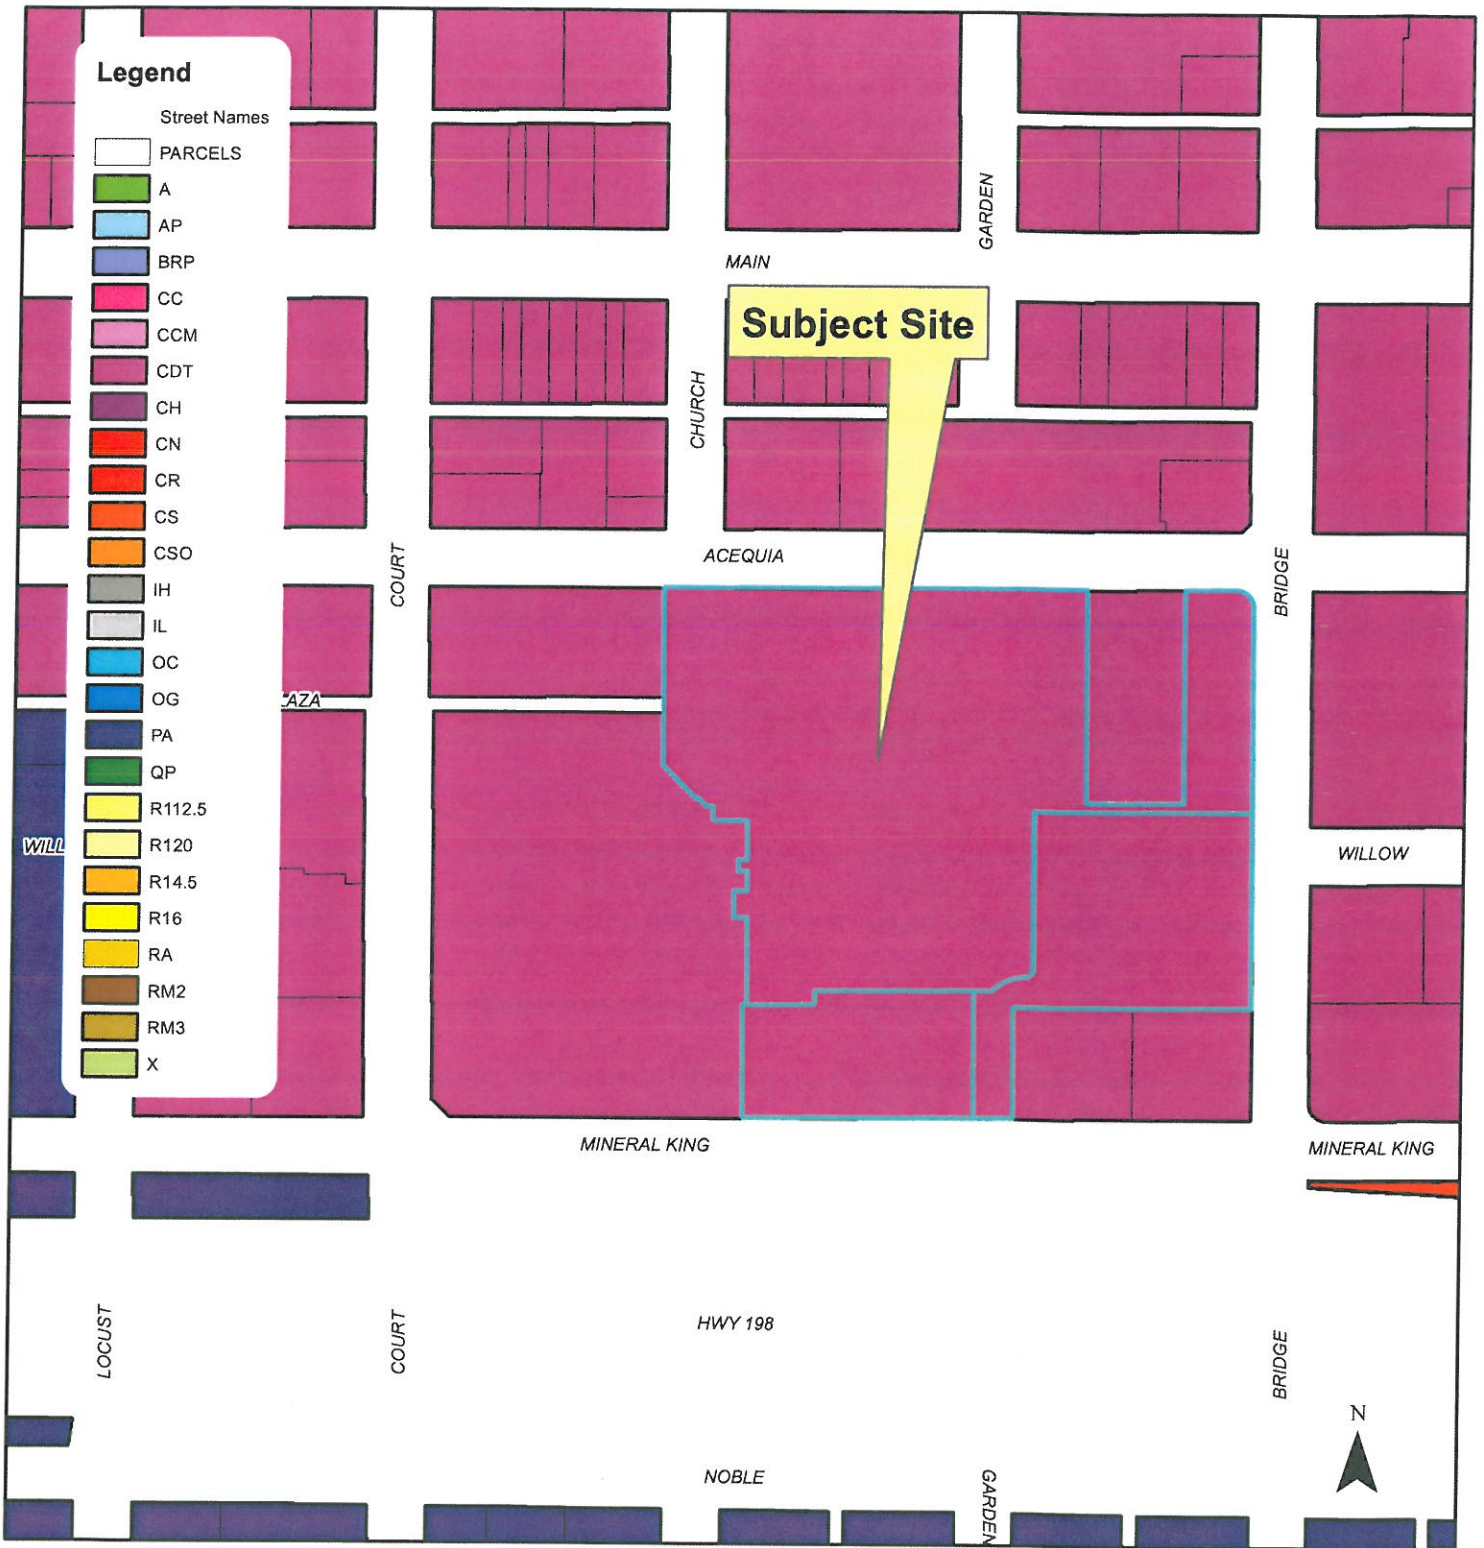 Legend
Street Names
PARCELS
A
AP
BRP
CC
CCM
CDT
CH
CN
CR
CS
CSO
IH
IL
OC
OG
PA
QP
R112.5
R120
R14.5
R16
RA
RM2
RM3
X
GARDEN
MAIN
Subject Site
CHURCH
ACEQUIA
COURT
BRIDGE
LAZA
WILL
WILLOW
MINERAL KING
MINERAL KING
LOCUST
COURT
HWY 198
BRIDGE
N
NOBLE
GARDEN